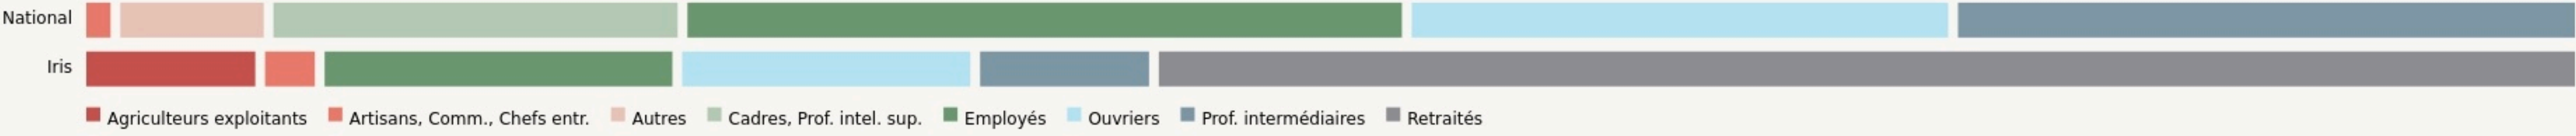 National
Iris
Agriculteurs exploitants Artisans, Comm., Chefs entr. Autres Cadres, Prof. intel. sup. Employés Ouvriers Prof. intermédiaires Retraités